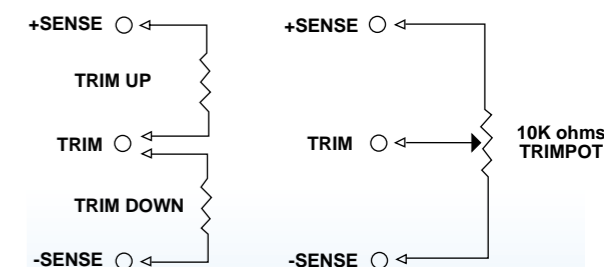 +SENSE
TRIM UP
TRIM
TRIM DOWN
-SENSE
+SENSE
TRIM
10K ohms
TRIMPOT
-SENSE